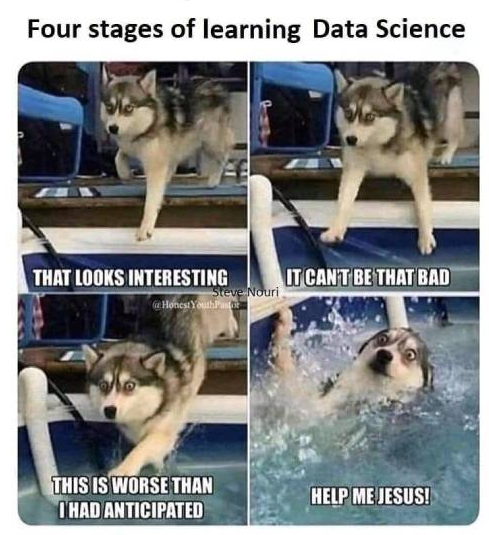 Four stages of learning Data Science
THAT LOOKS INTERESTING
IT CAN'T BE THAT BAD
Steve Nouri
@HonestYouthPastor
THIS IS WORSE THAN
I HAD ANTICIPATED
HELP ME JESUS!